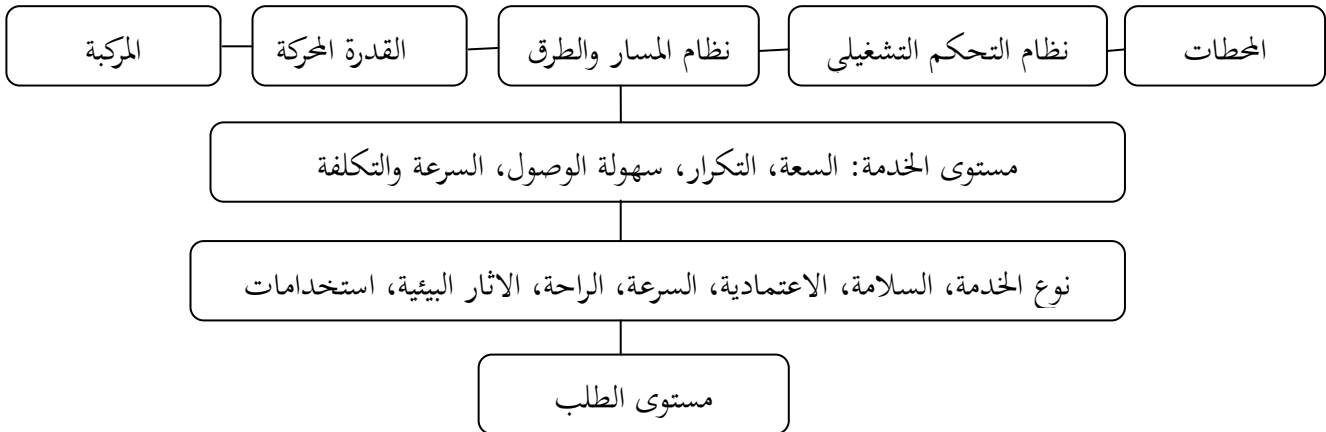 المحطات
نظام التحكم التشغيلى
نظام المسار والطرق
القدرة المحركة
المركبة
مستوى الخدمة: السعة، التكرار، سهولة الوصول، السرعة والتكلفة
نوع الخدمة، السلامة، الاعتمادية، السرعة، الراحة، الاثار البيئية، استخدامات
مستوى الطلب